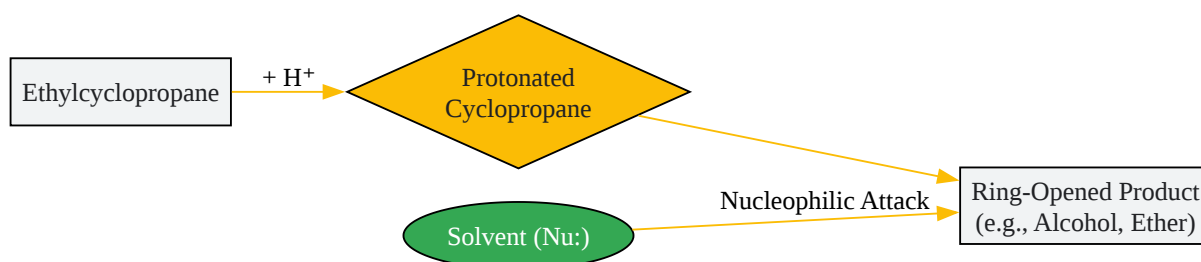 Ethylcyclopropane
+ H⁺
Protonated
Cyclopropane
Solvent (Nu:)
Nucleophilic Attack
Ring-Opened Product
(e.g., Alcohol, Ether)